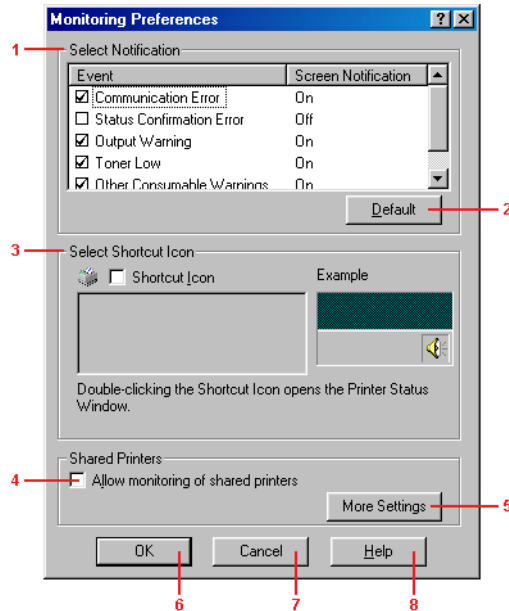 Monitoring Preferences
1
Select Notification
Event Screen Notification
Communication Error On
Status Confirmation Error Off
Output Warning On
Toner Low On
Other Consumable Warnings On
Default
2
3
Select Shortcut Icon
Shortcut Icon
Example
Double-clicking the Shortcut Icon opens the Printer Status
Window.
Shared Printers
4
Allow monitoring of shared printers
More Settings
5
OK Cancel Help
6 7 8